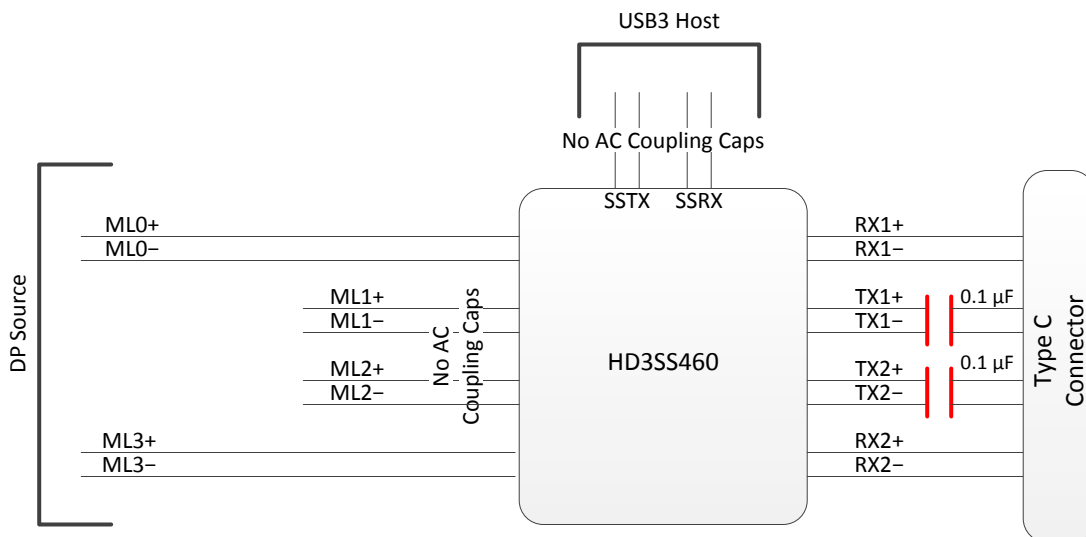 USB3 Host
No AC Coupling Caps
SSTX SSRX
DP Source
ML0+
ML0−
ML1+
ML1−
ML2+
ML2−
ML3+
ML3−
No AC
Coupling Caps
HD3SS460
RX1+
RX1−
TX1+
0.1 µF
TX1−
TX2+
0.1 µF
TX2−
RX2+
RX2−
Type C
Connector